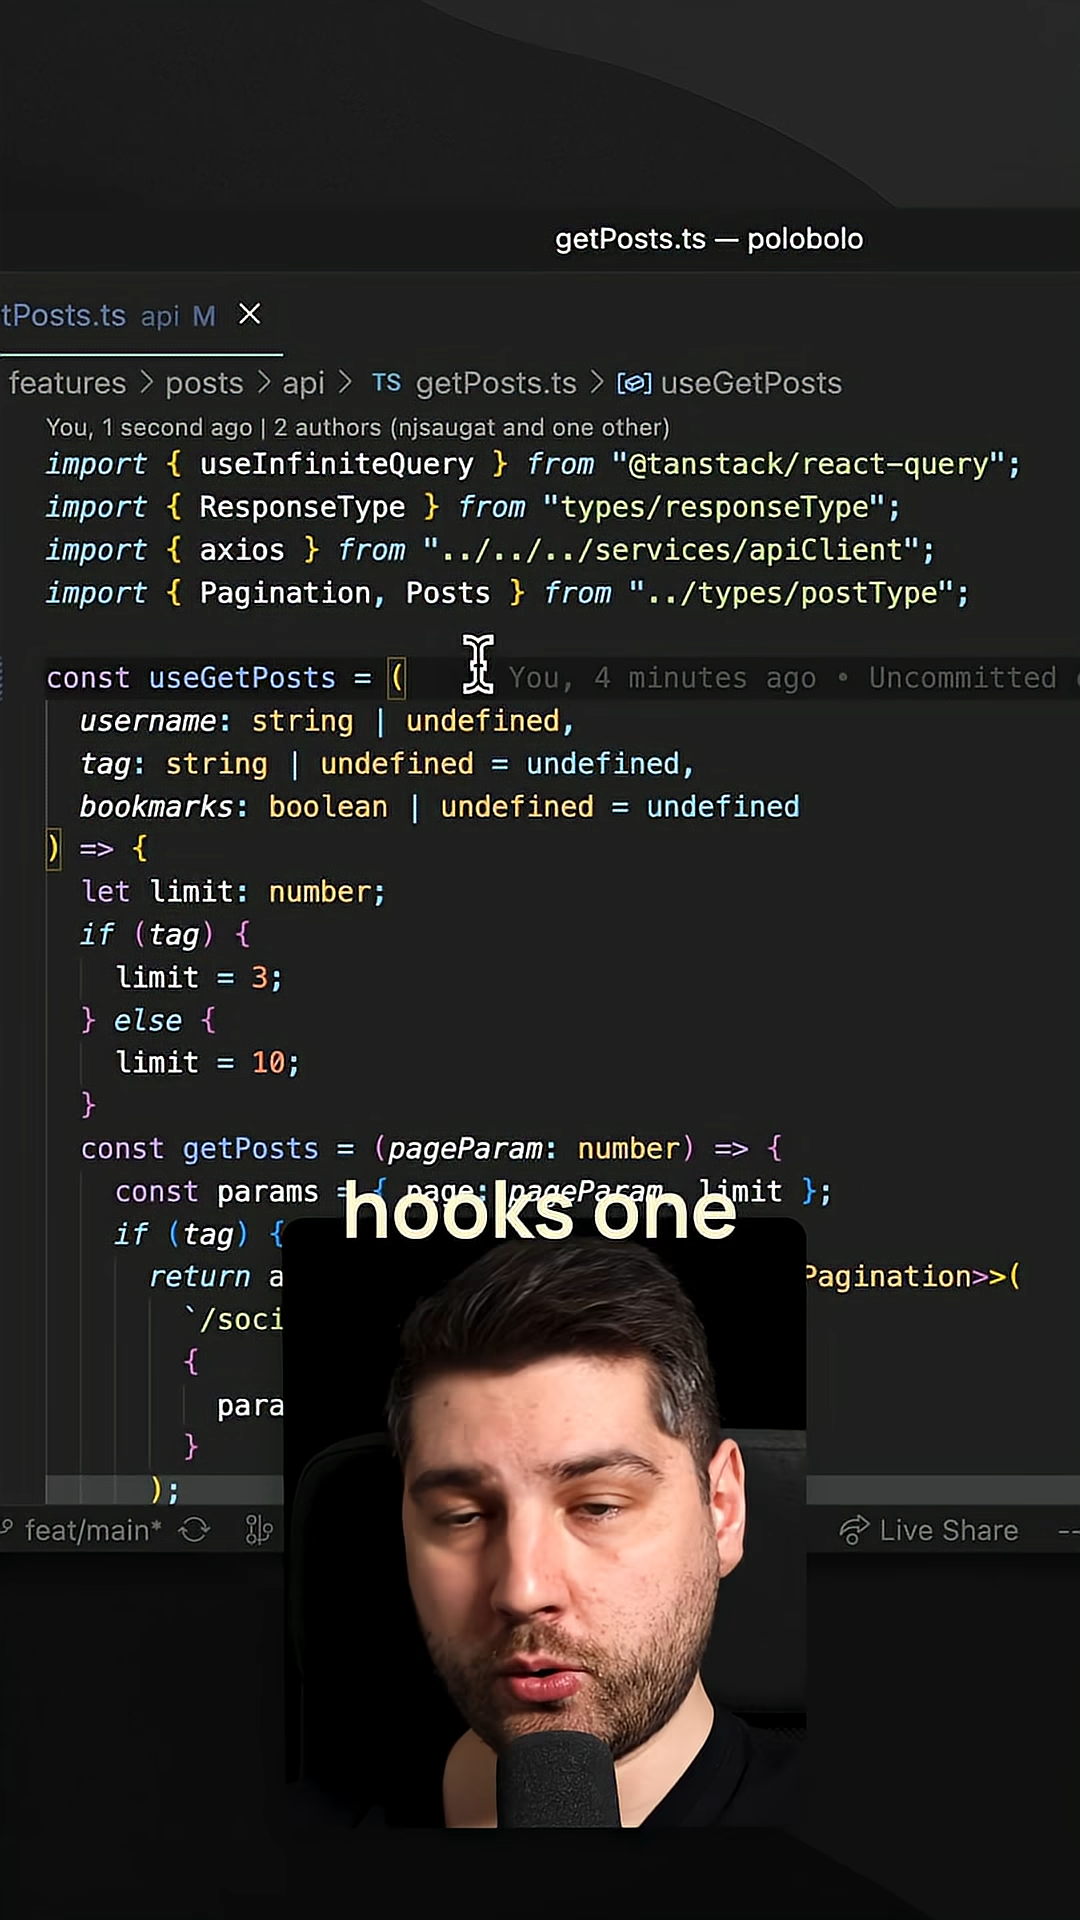 getPosts.ts — polobolo
tPosts.ts api M
features > posts > api > TS getPosts.ts > useGetPosts
You, 1 second ago | 2 authors (njsaugat and one other)
import { useInfiniteQuery } from "@tanstack/react-query";
import { ResponseType } from "types/responseType";
import { axios } from "../../../services/apiClient";
import { Pagination, Posts } from "../types/postType";
const useGetPosts = ( You, 4 minutes ago • Uncommitted
username: string | undefined,
tag: string | undefined = undefined,
bookmarks: boolean | undefined = undefined
) => {
let limit: number;
if (tag) {
limit = 3;
} else {
limit = 10;
}
const getPosts = (pageParam: number) => {
const params = { page: pageParam, limit };
hooks one
if (tag) {
return a Pagination>>(
`/soci
{
para
}
);
feat/main* Live Share --